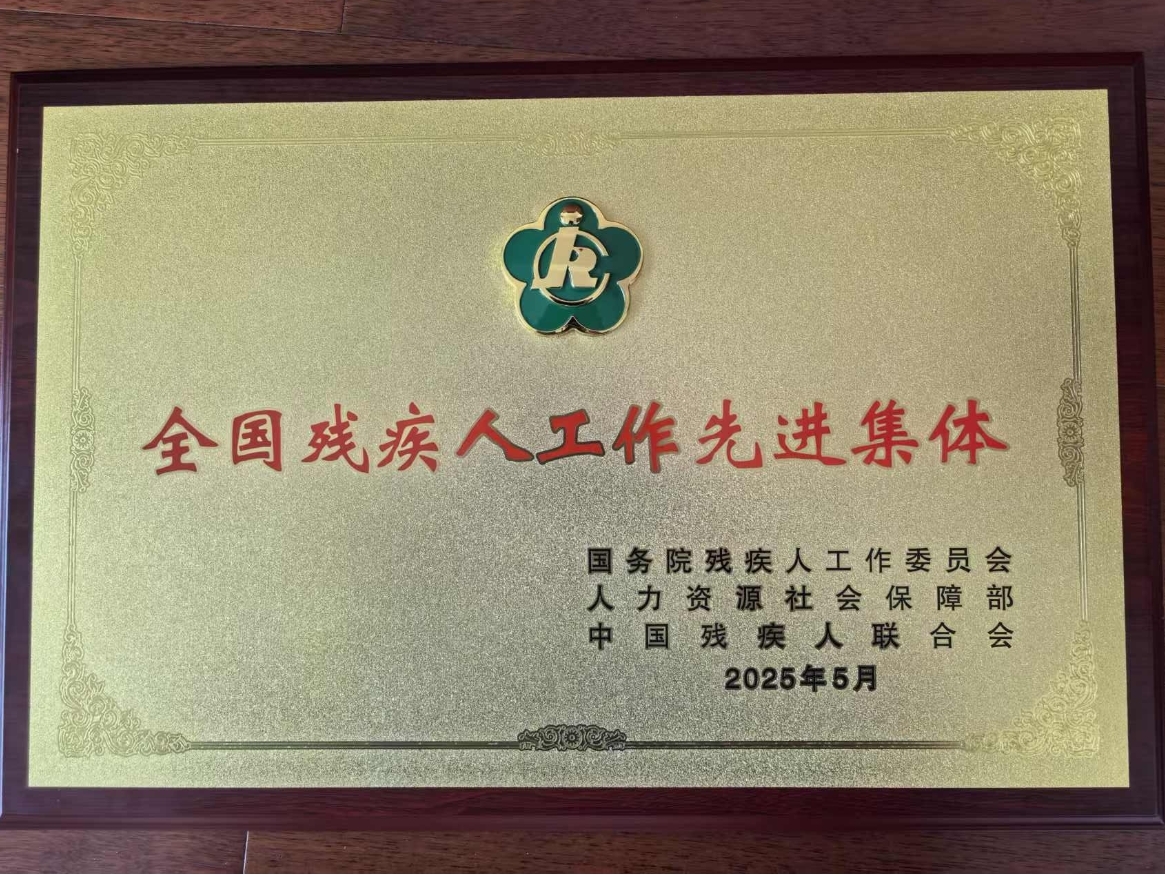 全国残疾人工作先进集体
国务院残疾人工作委员会
人力资源社会保障部
中国残疾人联合会
2025年5月